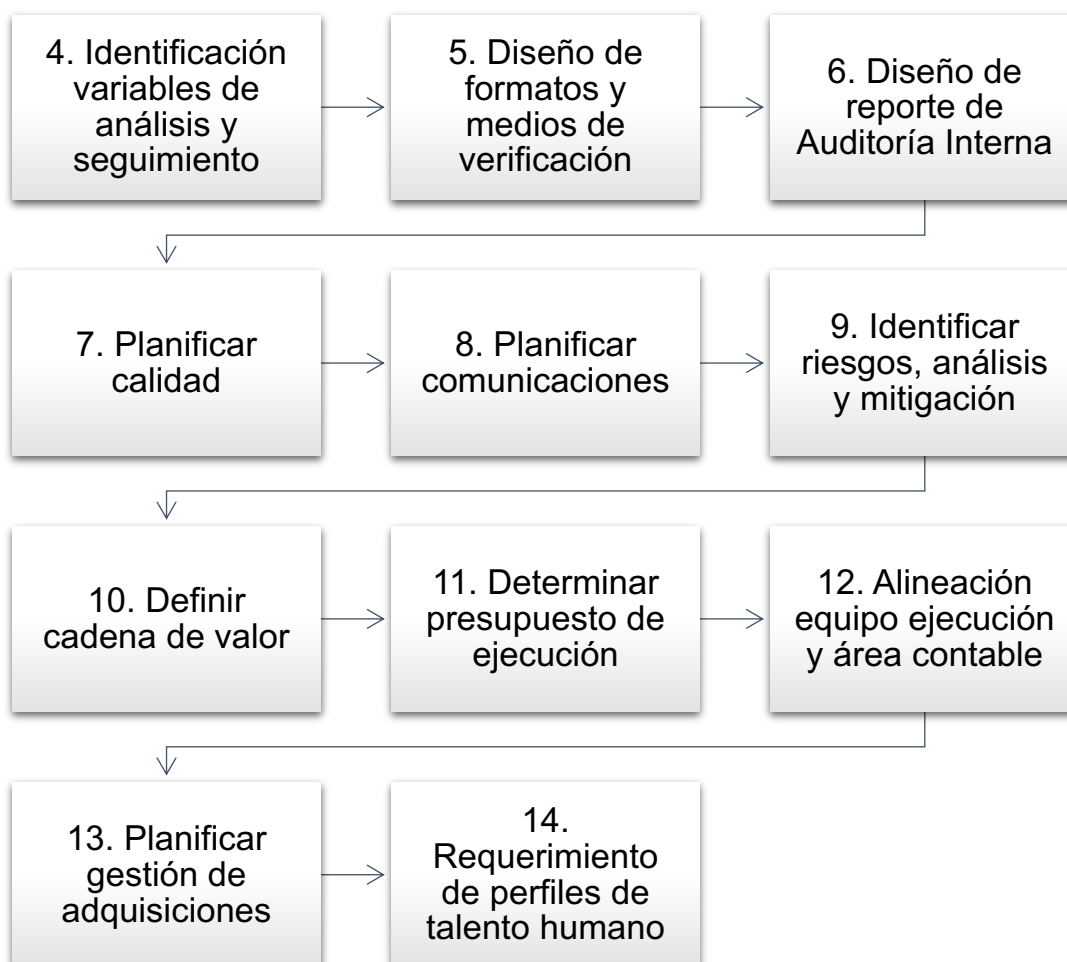 4. Identificación
variables de
análisis y
seguimiento
5. Diseño de
formatos y
medios de
verificación
6. Diseño de
reporte de
Auditoría Interna
7. Planificar
calidad
8. Planificar
comunicaciones
9. Identificar
riesgos, análisis
y mitigación
10. Definir
cadena de valor
11. Determinar
presupuesto de
ejecución
12. Alineación
equipo ejecución
y área contable
13. Planificar
gestión de
adquisiciones
14.
Requerimiento
de perfiles de
talento humano